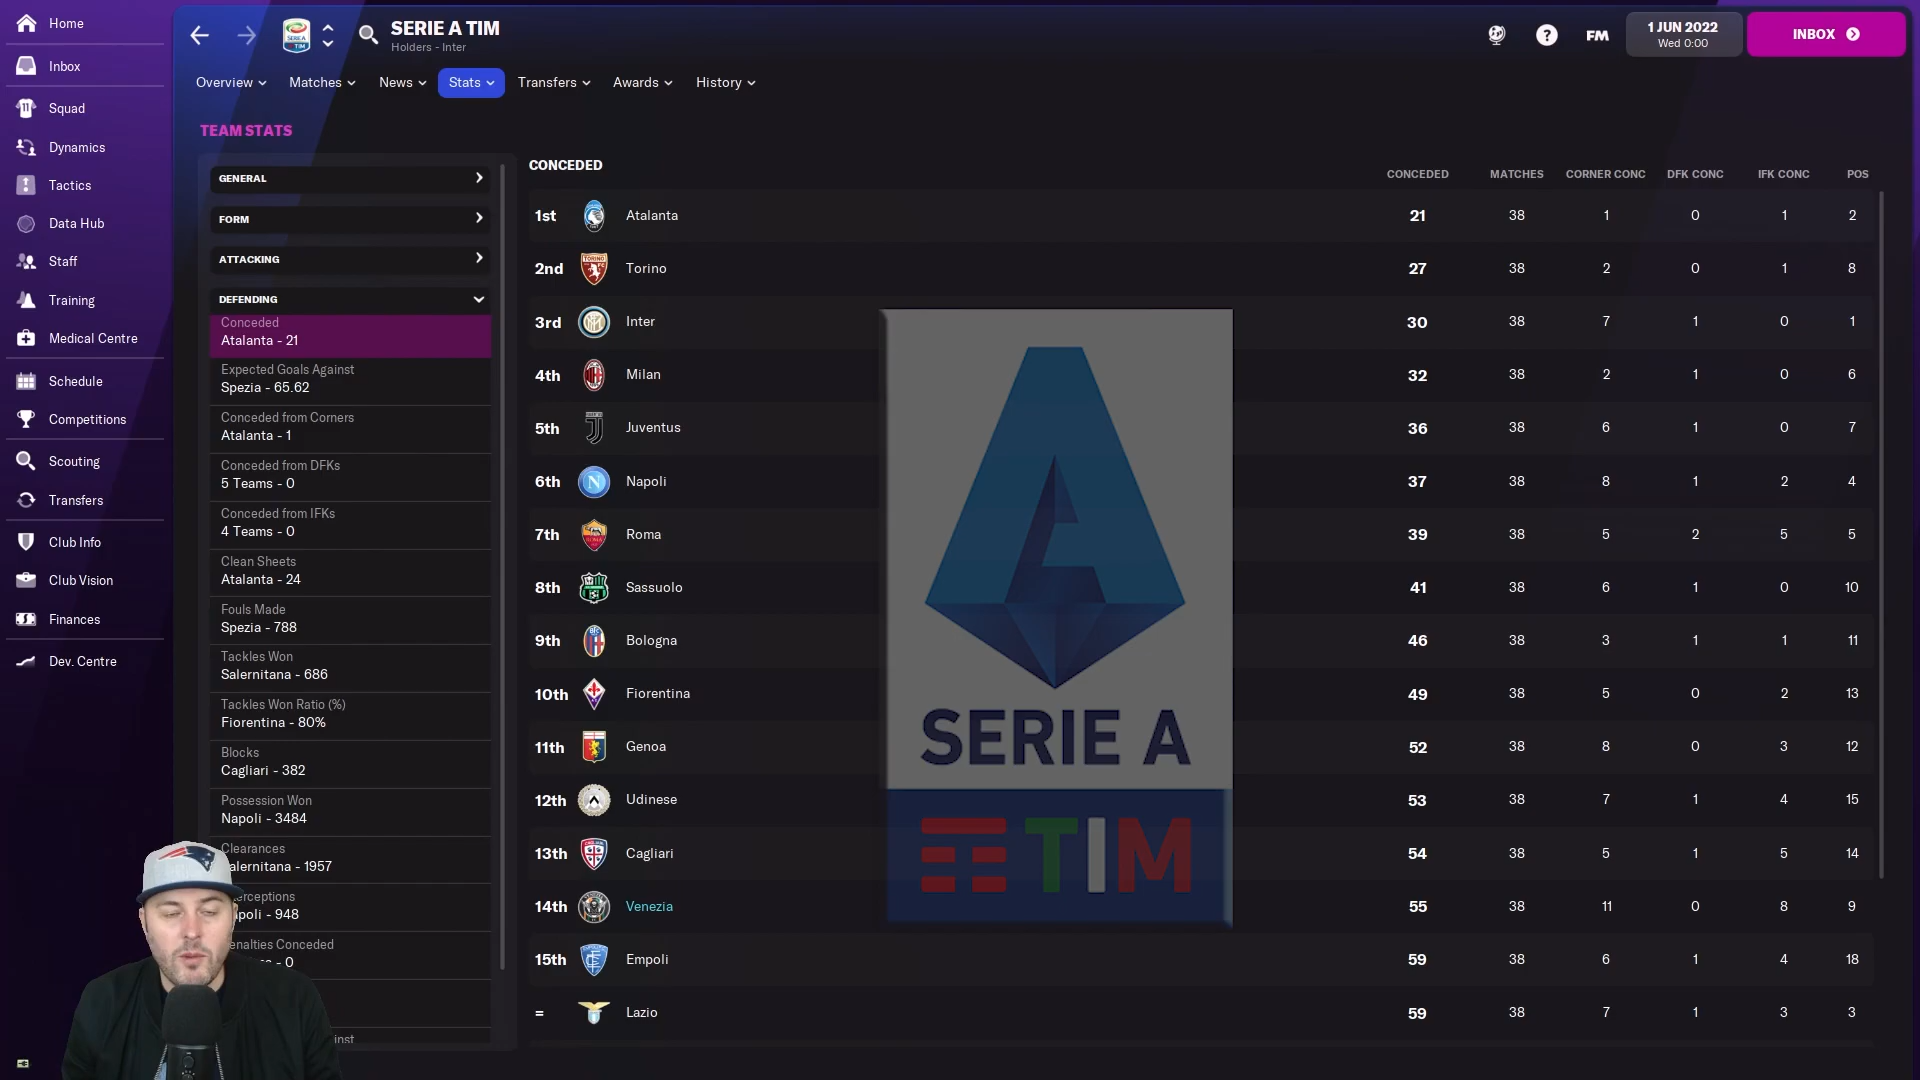 Home
Inbox
Squad
Dynamics
Tactics
Data Hub
Staff
Training
Medical Centre
Schedule
Competitions
Scouting
Transfers
Club Info
Club Vision
Finances
Dev. Centre
SERIE A TIM
Holders - Inter
?
FM
1 JUN 2022
Wed 0:00
INBOX
Overview Matches News Stats Transfers Awards History
TEAM STATS
GENERAL
FORM
ATTACKING
DEFENDING
Conceded
Atalanta - 21
Expected Goals Against
Spezia - 65.62
Conceded from Corners
Atalanta - 1
Conceded from DFKs
5 Teams - 0
Conceded from IFKs
4 Teams - 0
Clean Sheets
Atalanta - 24
Fouls Made
Spezia - 788
Tackles Won
Salernitana - 686
Tackles Won Ratio (%)
Fiorentina - 80%
Blocks
Cagliari - 382
Possession Won
Napoli - 3484
Clearances
alernitana - 1957
erceptions
apoli - 948
enalties Conceded
- 0
inst
CONCEDED
CONCEDED MATCHES CORNER CONC DFK CONC IFK CONC POS
1st Atalanta 21 38 1 0 1 2
2nd Torino 27 38 2 0 1 8
3rd Inter 30 38 7 1 0 1
4th Milan 32 38 2 1 0 6
5th Juventus 36 38 6 1 0 7
6th Napoli 37 38 8 1 2 4
7th Roma 39 38 5 2 5 5
8th Sassuolo 41 38 6 1 0 10
9th Bologna 46 38 3 1 1 11
10th Fiorentina 49 38 5 0 2 13
11th Genoa 52 38 8 0 3 12
12th Udinese 53 38 7 1 4 15
13th Cagliari 54 38 5 1 5 14
14th Venezia 55 38 11 0 8 9
15th Empoli 59 38 6 1 4 18
= Lazio 59 38 7 1 3 3
SERIE A
TIM